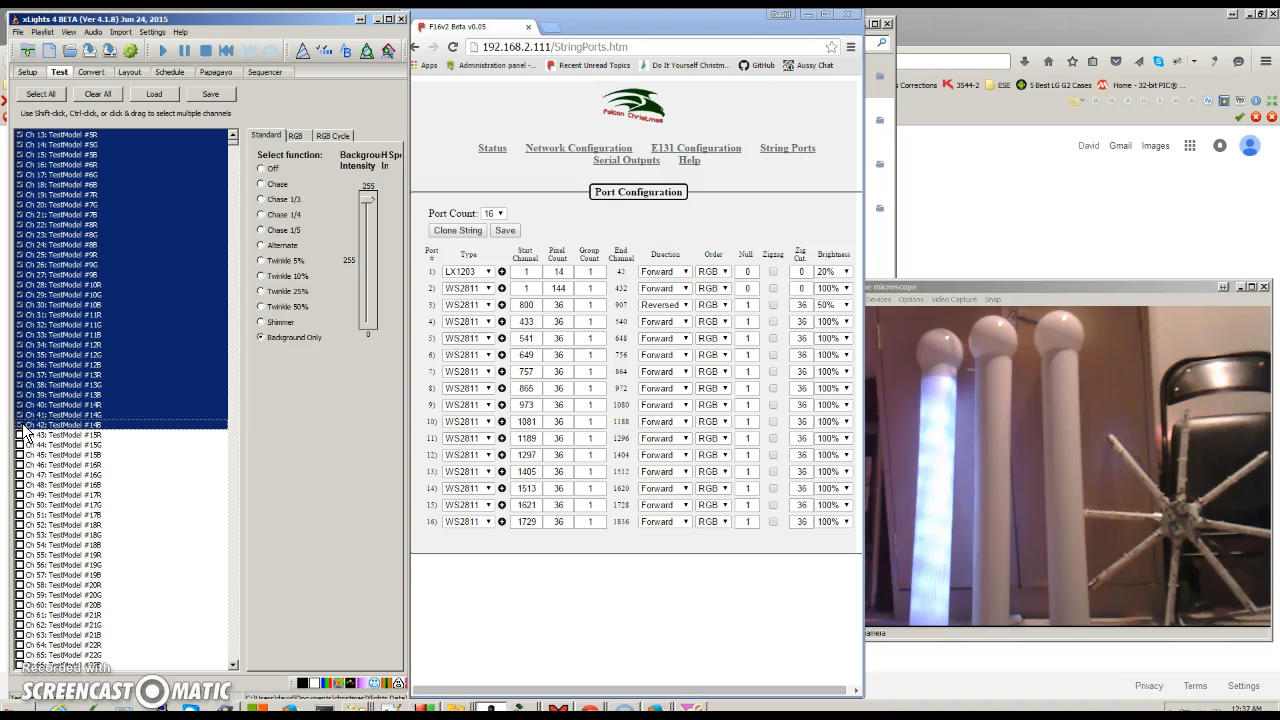 xLights 4 BETA (Ver 4.1.8) Jun 24, 2015
File Playlist View Audio Import Settings Help
Setup Test Convert Layout Schedule Papagayo Sequencer
Select All Clear All Load Save
Use Shift-click, Ctrl-click, or click & drag to select multiple channels
Ch 13: TestModel #5R
Ch 14: TestModel #5G
Ch 15: TestModel #5B
Ch 16: TestModel #6R
Ch 17: TestModel #6G
Ch 18: TestModel #6B
Ch 19: TestModel #7R
Ch 20: TestModel #7G
Ch 21: TestModel #7B
Ch 22: TestModel #8R
Ch 23: TestModel #8G
Ch 24: TestModel #8B
Ch 25: TestModel #9R
Ch 26: TestModel #9G
Ch 27: TestModel #9B
Ch 28: TestModel #10R
Ch 29: TestModel #10G
Ch 30: TestModel #10B
Ch 31: TestModel #11R
Ch 32: TestModel #11G
Ch 33: TestModel #11B
Ch 34: TestModel #12R
Ch 35: TestModel #12G
Ch 36: TestModel #12B
Ch 37: TestModel #13R
Ch 38: TestModel #13G
Ch 39: TestModel #13B
Ch 40: TestModel #14R
Ch 41: TestModel #14G
Ch 42: TestModel #14B
43: TestModel #15R
Ch 44: TestModel #15G
Ch 45: TestModel #15B
Ch 46: TestModel #16R
Ch 47: TestModel #16G
Ch 48: TestModel #16B
Ch 49: TestModel #17R
Ch 50: TestModel #17G
Ch 51: TestModel #17B
Ch 52: TestModel #18R
Ch 53: TestModel #18G
Ch 54: TestModel #18B
Ch 55: TestModel #19R
Ch 56: TestModel #19G
Ch 57: TestModel #19B
Ch 58: TestModel #20R
Ch 59: TestModel #20G
Ch 60: TestModel #20B
Ch 61: TestModel #21R
Ch 62: TestModel #21G
Ch 63: TestModel #21B
Ch 64: TestModel #22R
Ch 65: TestModel #22G
Recorded with
SCREENCAST MATIC
Standard RGB RGB Cycle
Select function:
Off
Chase
Chase 1/3
Chase 1/4
Chase 1/5
Alternate
Twinkle 5%
Twinkle 10%
Twinkle 25%
Twinkle 50%
Shimmer
Background Only
Intensity
255
255
0
David
F16v2 Beta v0.05
192.168.2.111/StringPorts.htm
Apps Administration panel -... Recent Unread Topics Do It Yourself Christm... GitHub Aussy Chat
Falcon Christmas
Status Network Configuration E131 Configuration String Ports
Serial Outputs Help
Port Configuration
Port Count: 16
Clone String Save
Port # Type Start Channel Pixel Count Group Count End Channel Direction Order Null Zigzag Zig Cnt. Brightness
1) LX1203 1 14 1 42 Forward RGB 0 0 20%
2) WS2811 1 144 1 432 Forward RGB 0 0 100%
3) WS2811 800 36 1 907 Reversed RGB 1 36 50%
4) WS2811 433 36 1 540 Forward RGB 1 36 100%
5) WS2811 541 36 1 648 Forward RGB 1 36 100%
6) WS2811 649 36 1 756 Forward RGB 1 36 100%
7) WS2811 757 36 1 864 Forward RGB 1 36 100%
8) WS2811 865 36 1 972 Forward RGB 1 36 100%
9) WS2811 973 36 1 1080 Forward RGB 1 36 100%
10) WS2811 1081 36 1 1188 Forward RGB 1 36 100%
11) WS2811 1189 36 1 1296 Forward RGB 1 36 100%
12) WS2811 1297 36 1 1404 Forward RGB 1 36 100%
13) WS2811 1405 36 1 1512 Forward RGB 1 36 100%
14) WS2811 1513 36 1 1620 Forward RGB 1 36 100%
15) WS2811 1621 36 1 1728 Forward RGB 1 36 100%
16) WS2811 1729 36 1 1836 Forward RGB 1 36 100%
Corrections 3544-2 ESE 5 Best LG G2 Cases Home - 32-bit PIC® ...
David Gmail Images
microscope
Devices Options Video Capture Snap
Privacy Terms Settings
12:37 AM